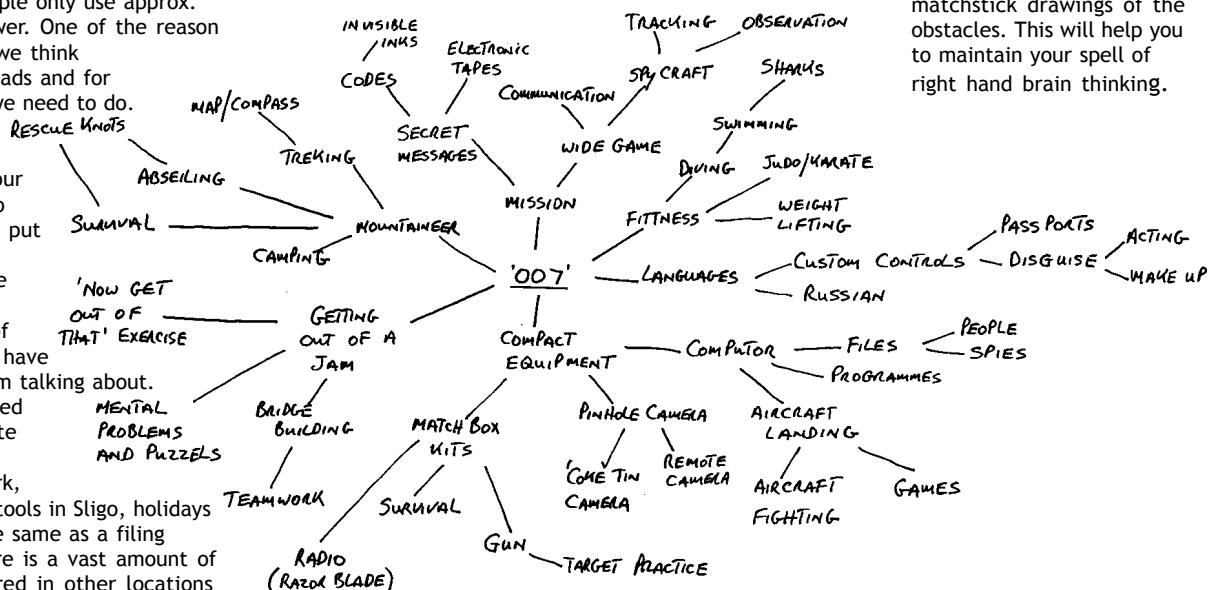 ple only use approx.
ver. One of the reason
we think
ads and for
ve need to do.
our
o
put
e
of
have
m talking about.
ed
te
rk,
tools in Sligo, holidays
e same as a filing
re is a vast amount of
red in other locations
matchstick drawings of the
obstacles. This will help you
to maintain your spell of
right hand brain thinking.
'007'
MISSION
SECRET
MESSAGES
CODES
INVISIBLE
INKS
ELECTRONIC
TAPES
WIDE GAME
COMMUNICATION
SPY CRAFT
TRACKING
OBSERVATION
FITTNESS
DIVING
SWIMMING
SHARKS
JUDO/KARATE
WEIGHT
LIFTING
LANGUAGES
CUSTOM CONTROLS
PASSPORTS
DISGUISE
ACTING
MAKE UP
RUSSIAN
COMPACT
EQUIPMENT
COMPUTOR
FILES
PEOPLE
SPIES
PROGRAMMES
AIRCRAFT
LANDING
AIRCRAFT
FIGHTING
GAMES
PINHOLE CAMERA
'COKE' TIN
CAMERA
REMOTE
CAMERA
MATCH BOX
KITS
SURVIVAL
GUN
TARGET PRACTICE
RADIO
(RAZOR BLADE)
GETTING
OUT OF A
JAM
BRIDGE
BUILDING
TEAMWORK
MENTAL
PROBLEMS
AND PUZZELS
'NOW GET
OUT OF
THAT' EXERCISE
MOUNTAINEER
CAMPING
SURVIVAL
ABSEILING
RESCUE KNOTS
TREKING
MAP/COMPASS